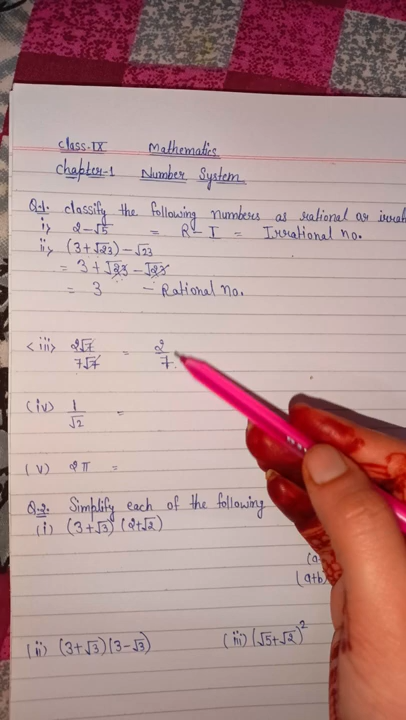 Class-IX Mathematics
Chapter-1 Number System
Q.1. Classify the following numbers as rational or
i) 2-√5 = R-I = Irrational no.
ii) (3+√23)-√23
= 3+√23-√23
= 3 - Rational no.
(iii) 2√7/7√7 = 2/7
(iv) 1/√2 =
(v) 2π =
Q.2. Simplify each of the following
(i) (3+√3)(2+√2)
(a
(a+b)
(ii) (3+√3)(3-√3) (iii) (√5+√2)²